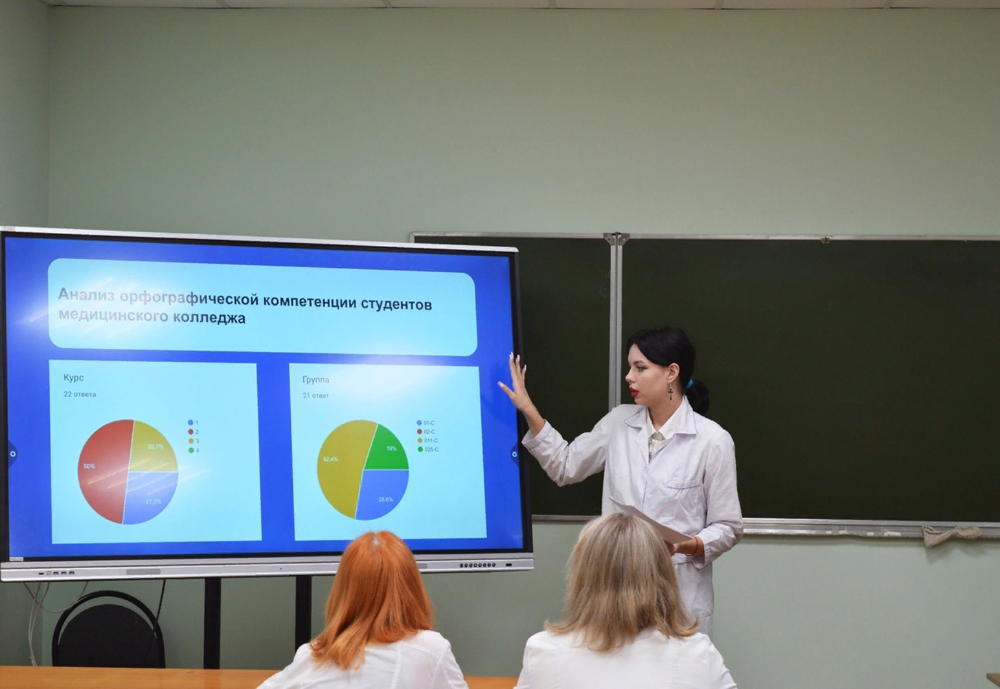 Анализ орфографической компетенции студентов
медицинского колледжа
Курс
22 ответа
50%
22,7%
27,3%
1
2
3
4
Группа
21 ответ
52,4%
19%
28,6%
01-С
02-С
011-С
025-С